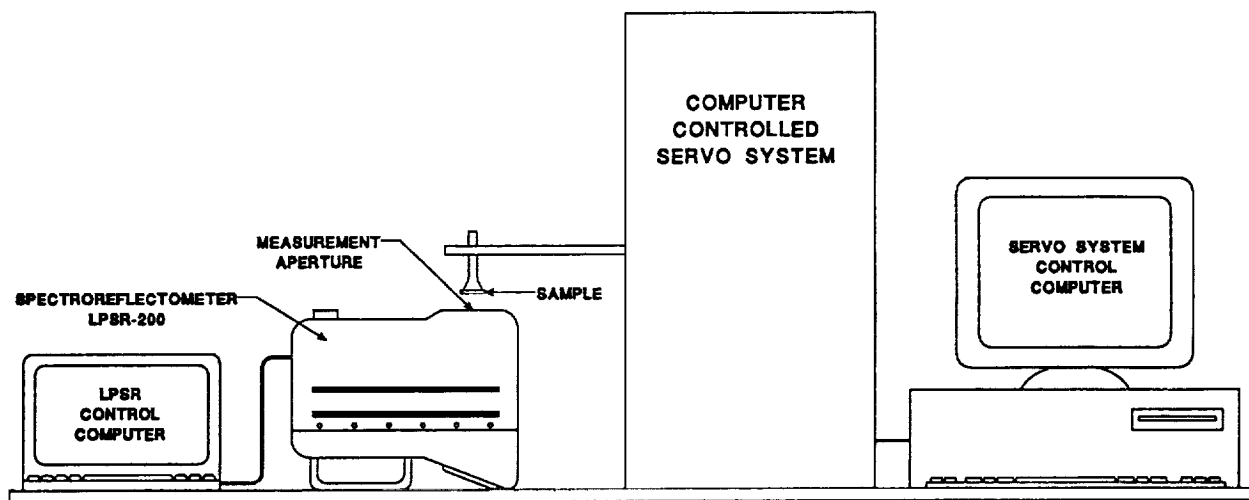 COMPUTER
CONTROLLED
SERVO SYSTEM
MEASUREMENT
APERTURE
SAMPLE
SPECTROREFLECTOMETER
LPSR-200
LPSR
CONTROL
COMPUTER
SERVO SYSTEM
CONTROL
COMPUTER